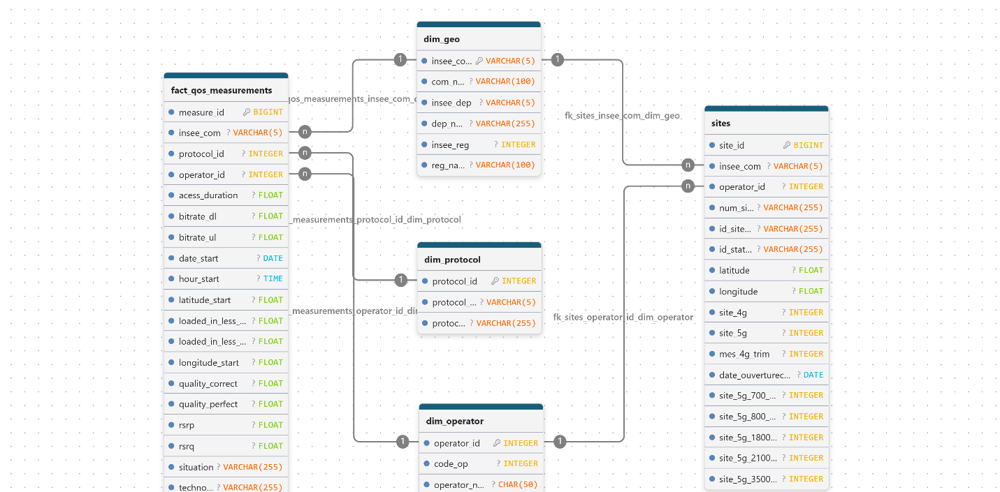 fact_qos_measurements
measure_id BIGINT
insee_com ? VARCHAR(5)
protocol_id ? INTEGER
operator_id ? INTEGER
acess_duration ? FLOAT
bitrate_dl ? FLOAT
bitrate_ul ? FLOAT
date_start ? DATE
hour_start ? TIME
latitude_start ? FLOAT
loaded_in_less_... ? FLOAT
loaded_in_less_... ? FLOAT
longitude_start ? FLOAT
quality_correct ? FLOAT
quality_perfect ? FLOAT
rsrp ? FLOAT
rsrq ? FLOAT
situation ? VARCHAR(255)
techno... ? VARCHAR(255)
n
n
n
qos_measurements_insee_com_
_measurements_protocol_id_dim_protocol
_measurements_operator_id_di
1
1
1
dim_geo
insee_co... VARCHAR(5)
com_n... ? VARCHAR(100)
insee_dep ? VARCHAR(5)
dep_n... ? VARCHAR(255)
insee_reg ? INTEGER
reg_na... ? VARCHAR(100)
dim_protocol
protocol_id INTEGER
protocol_... ? VARCHAR(5)
protoc... ? VARCHAR(255)
dim_operator
operator_id INTEGER
code_op ? INTEGER
operator_n... ? CHAR(50)
1
1
fk_sites_insee_com_dim_geo
fk_sites_operator_id_dim_operator
n
n
sites
site_id BIGINT
insee_com ? VARCHAR(5)
operator_id ? INTEGER
num_si... ? VARCHAR(255)
id_site... ? VARCHAR(255)
id_stat... ? VARCHAR(255)
latitude ? FLOAT
longitude ? FLOAT
site_4g ? INTEGER
site_5g ? INTEGER
mes_4g_trim ? INTEGER
date_ouverturec... ? DATE
site_5g_700_... ? INTEGER
site_5g_800_... ? INTEGER
site_5g_1800... ? INTEGER
site_5g_2100... ? INTEGER
site_5g_3500... ? INTEGER